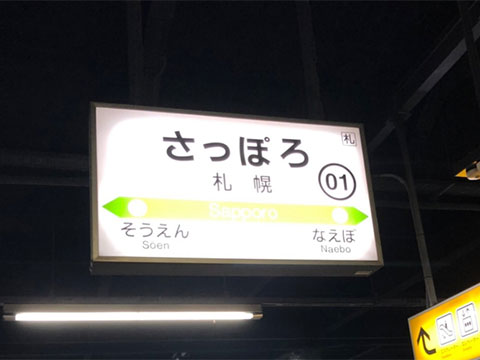 札
さっぽろ
札幌
01
Sapporo
そうえん
Soen
なえぼ
Naebo